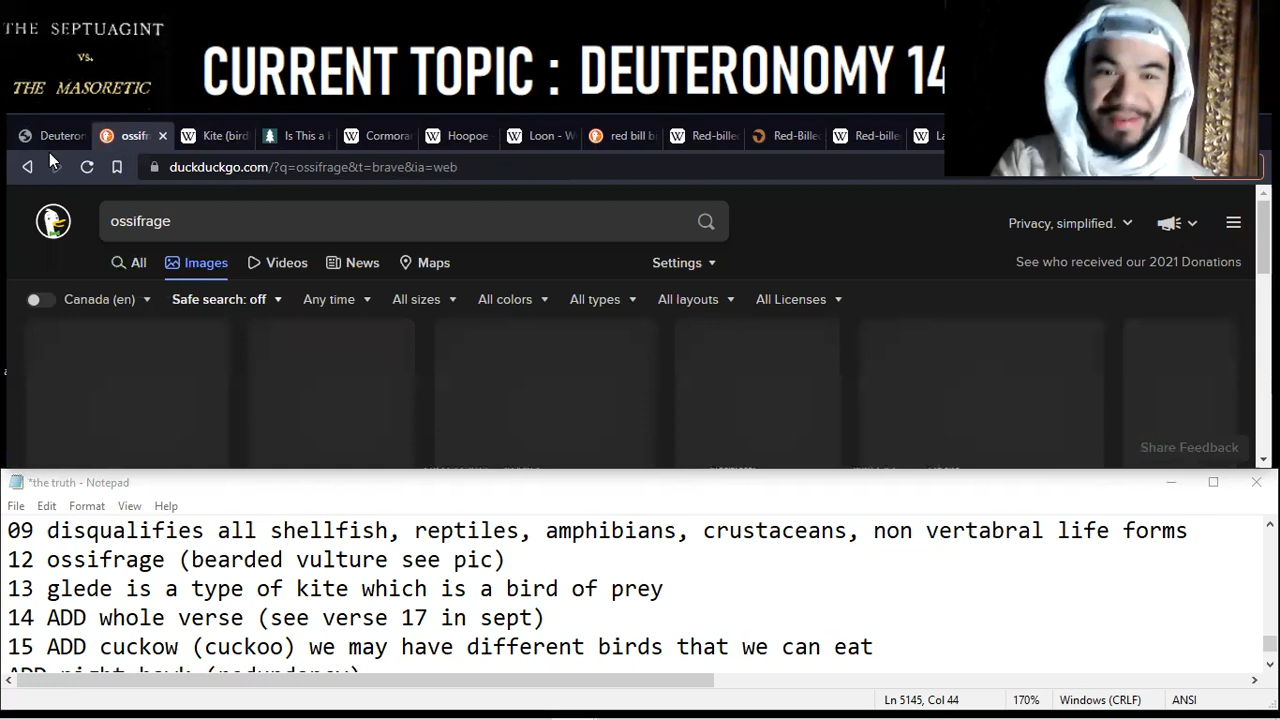 THE SEPTUAGINT
vs.
THE MASORETIC
CURRENT TOPIC : DEUTERONOMY 14
Deuteron
ossifr
Kite (bird
Is This a
Cormora
Hoopoe
Loon - W
red bill b
Red-bille
Red-Bille
Red-bille
duckduckgo.com/?q=ossifrage&t=brave&ia=web
ossifrage
Privacy, simplified.
All
Images
Videos
News
Maps
Settings
See who received our 2021 Donations
Canada (en)
Safe search: off
Any time
All sizes
All colors
All types
All layouts
All Licenses
Share Feedback
*the truth - Notepad
File Edit Format View Help
09 disqualifies all shellfish, reptiles, amphibians, crustaceans, non vertabral life forms
12 ossifrage (bearded vulture see pic)
13 glede is a type of kite which is a bird of prey
14 ADD whole verse (see verse 17 in sept)
15 ADD cuckow (cuckoo) we may have different birds that we can eat
ADD night hawk (redundancy)
Ln 5145, Col 44
170%
Windows (CRLF)
ANSI